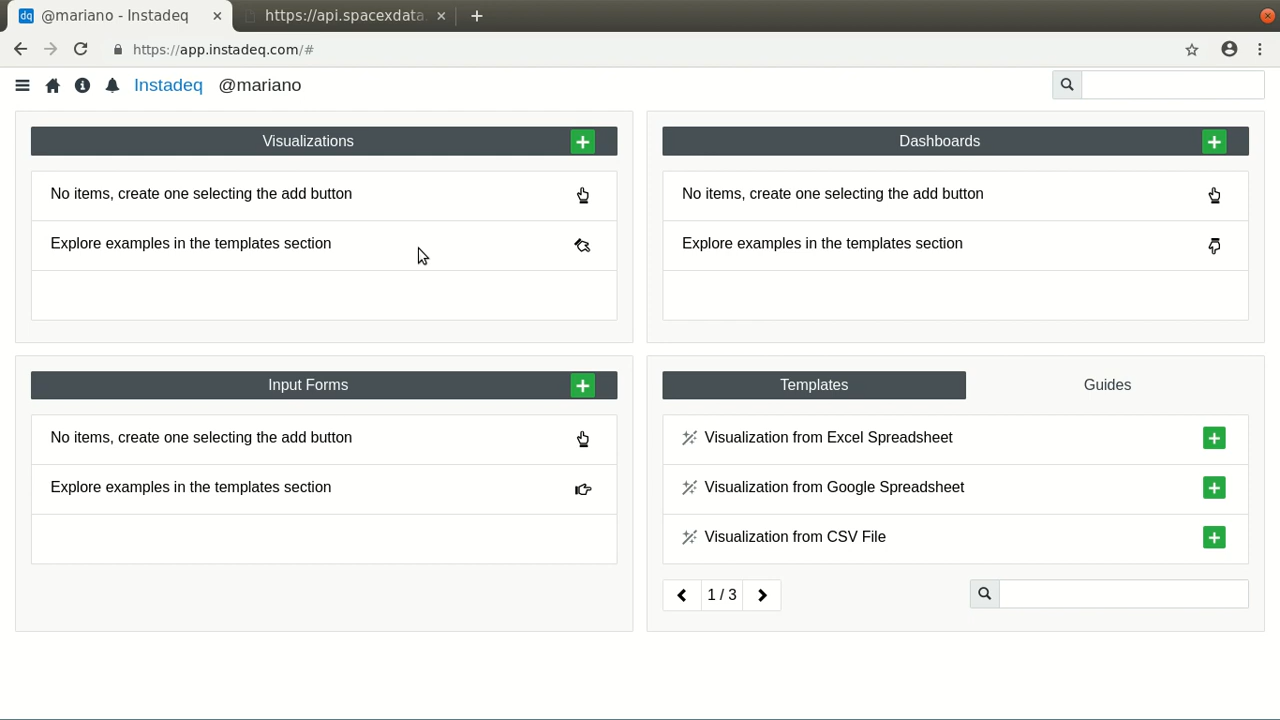 @mariano - Instadeq
https://api.spacexdata.
https://app.instadeq.com/#
Instadeq @mariano
Visualizations
No items, create one selecting the add button
Explore examples in the templates section
Dashboards
No items, create one selecting the add button
Explore examples in the templates section
Input Forms
No items, create one selecting the add button
Explore examples in the templates section
Templates
Guides
Visualization from Excel Spreadsheet
Visualization from Google Spreadsheet
Visualization from CSV File
1 / 3